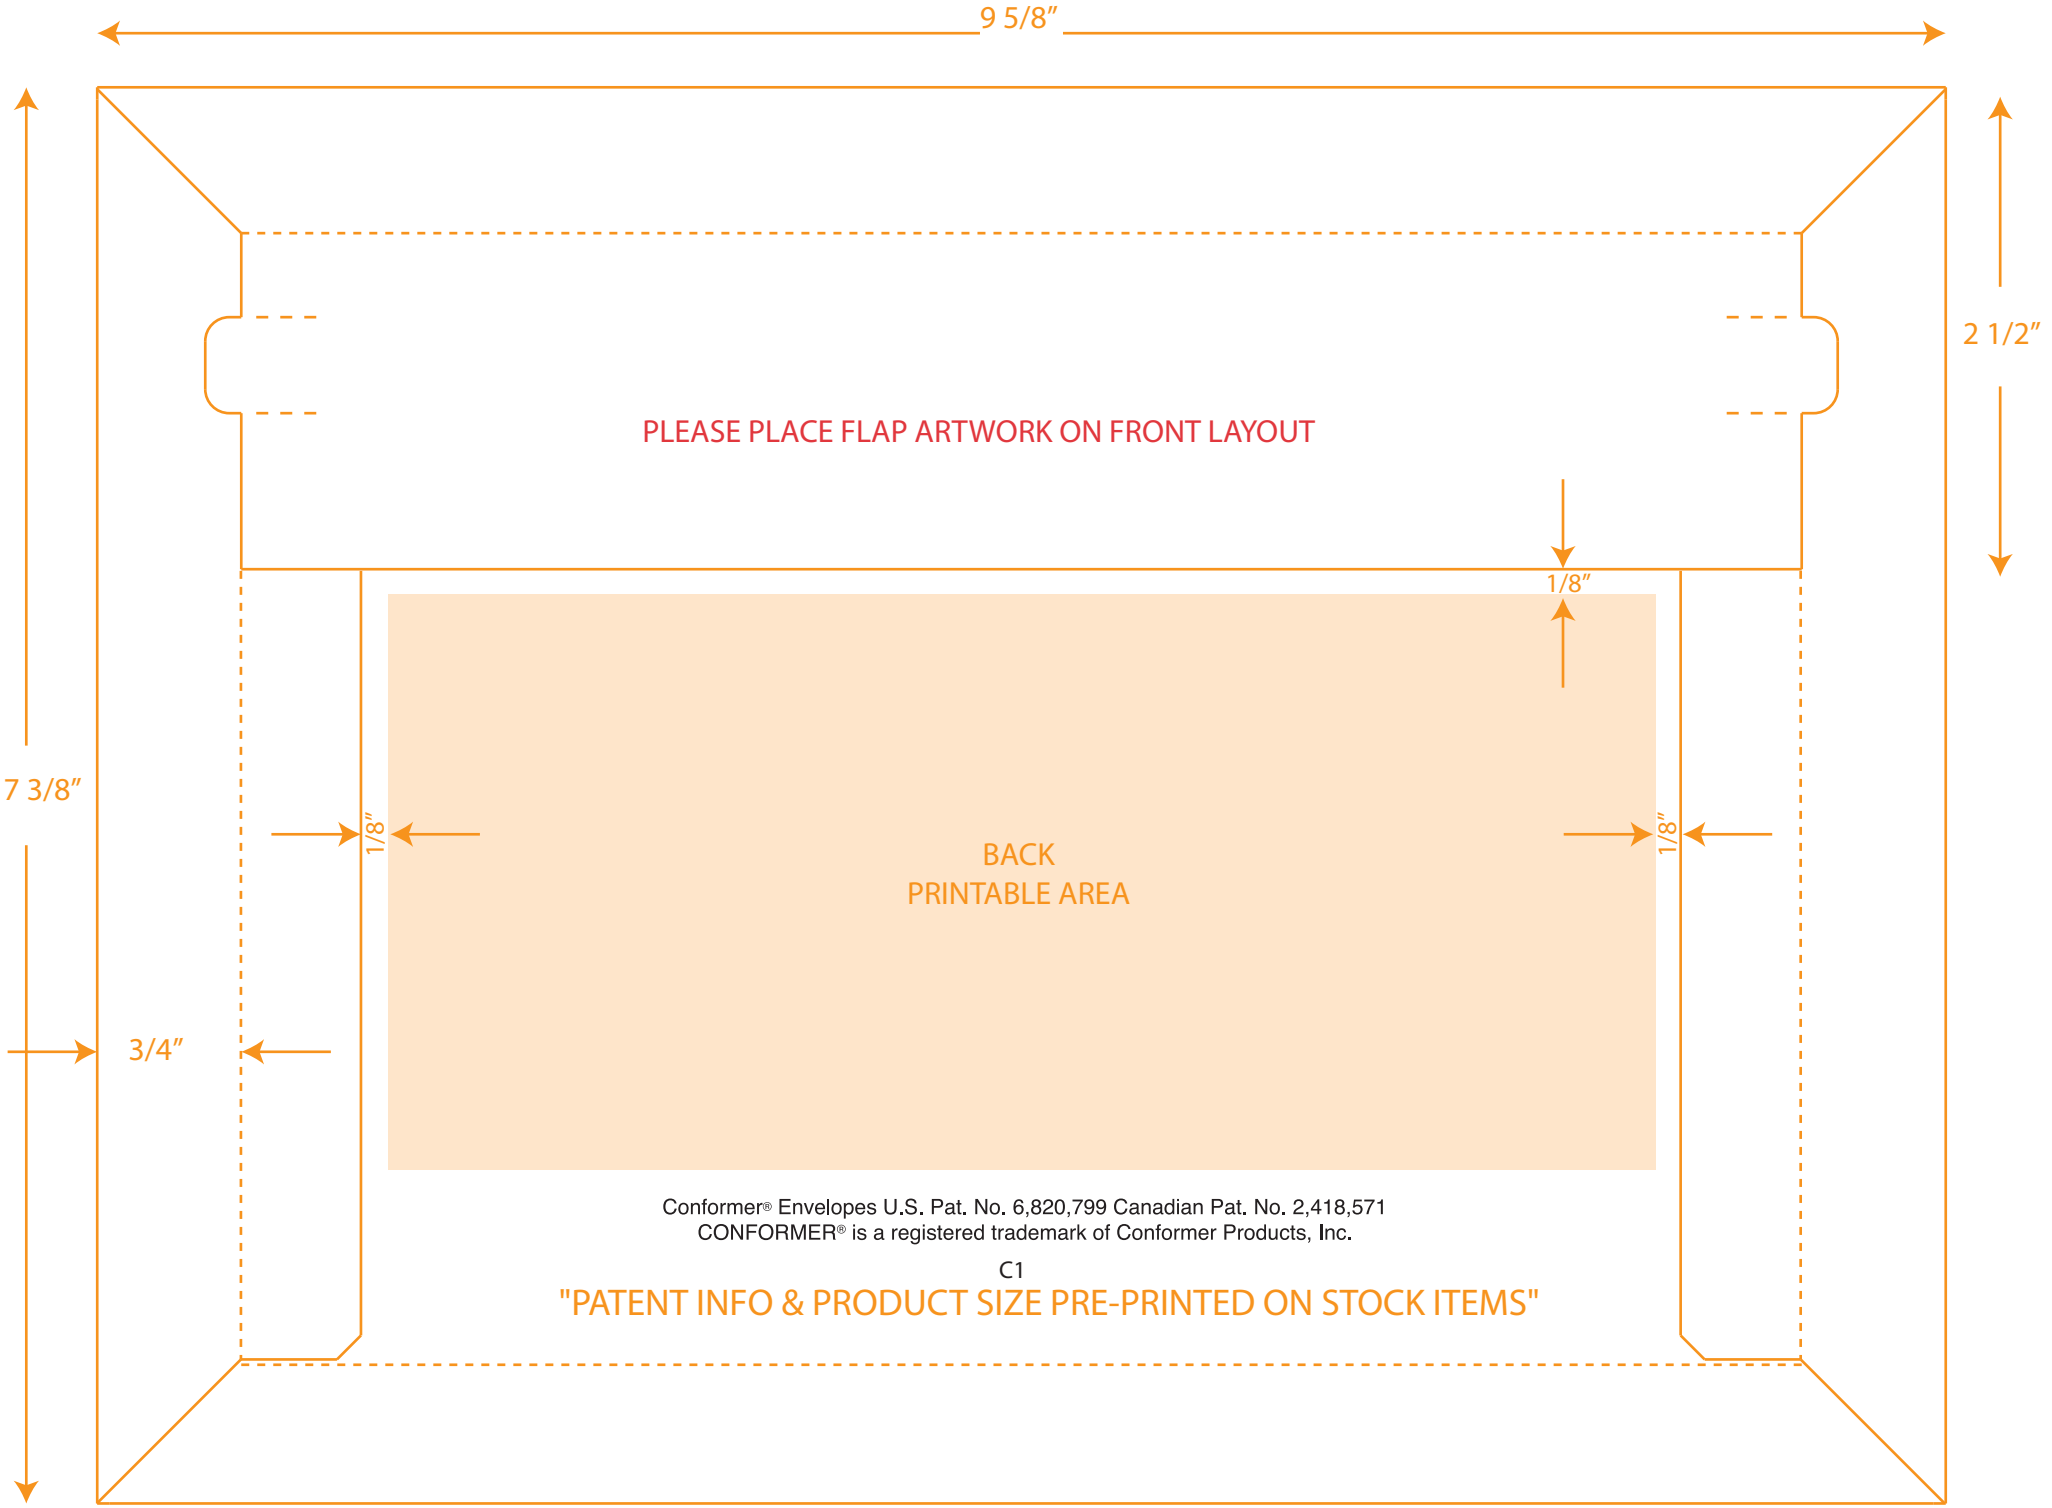 9 5/8"
2 1/2"
PLEASE PLACE FLAP ARTWORK ON FRONT LAYOUT
1/8"
7 3/8"
1/8"
1/8"
BACK
PRINTABLE AREA
3/4"
Conformer® Envelopes U.S. Pat. No. 6,820,799 Canadian Pat. No. 2,418,571
CONFORMER® is a registered trademark of Conformer Products, Inc.
C1
"PATENT INFO & PRODUCT SIZE PRE-PRINTED ON STOCK ITEMS"